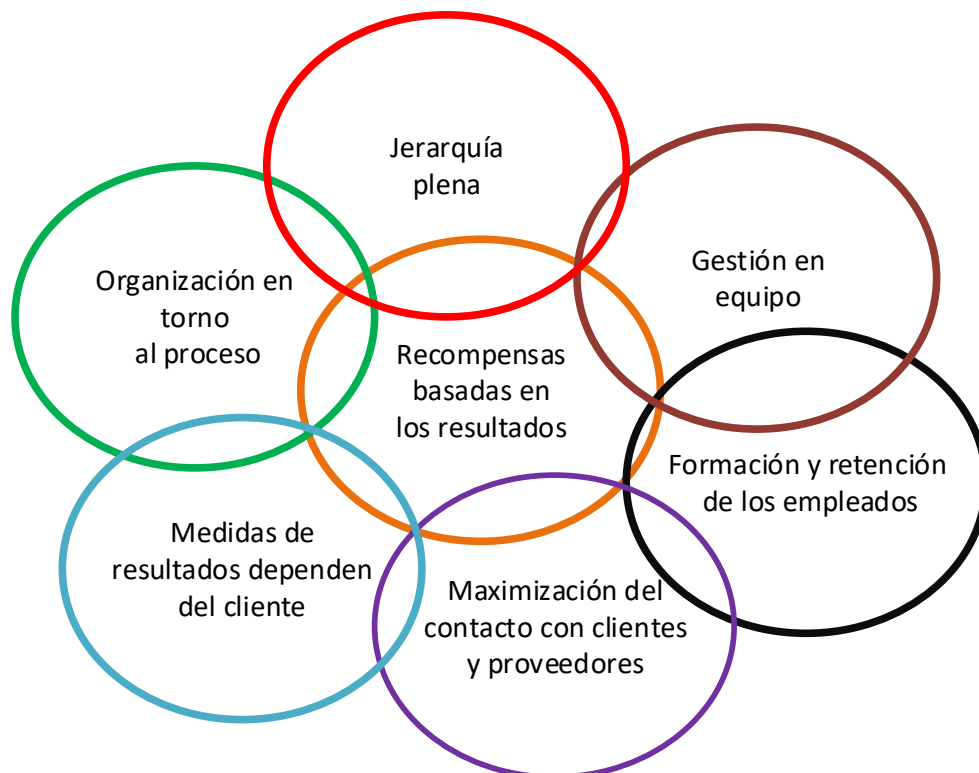 Jerarquía
plena
Gestión en
equipo
Organización en
torno
al proceso
Recompensas
basadas en
los resultados
Formación y retención
de los empleados
Medidas de
resultados dependen
del cliente
Maximización del
contacto con clientes
y proveedores